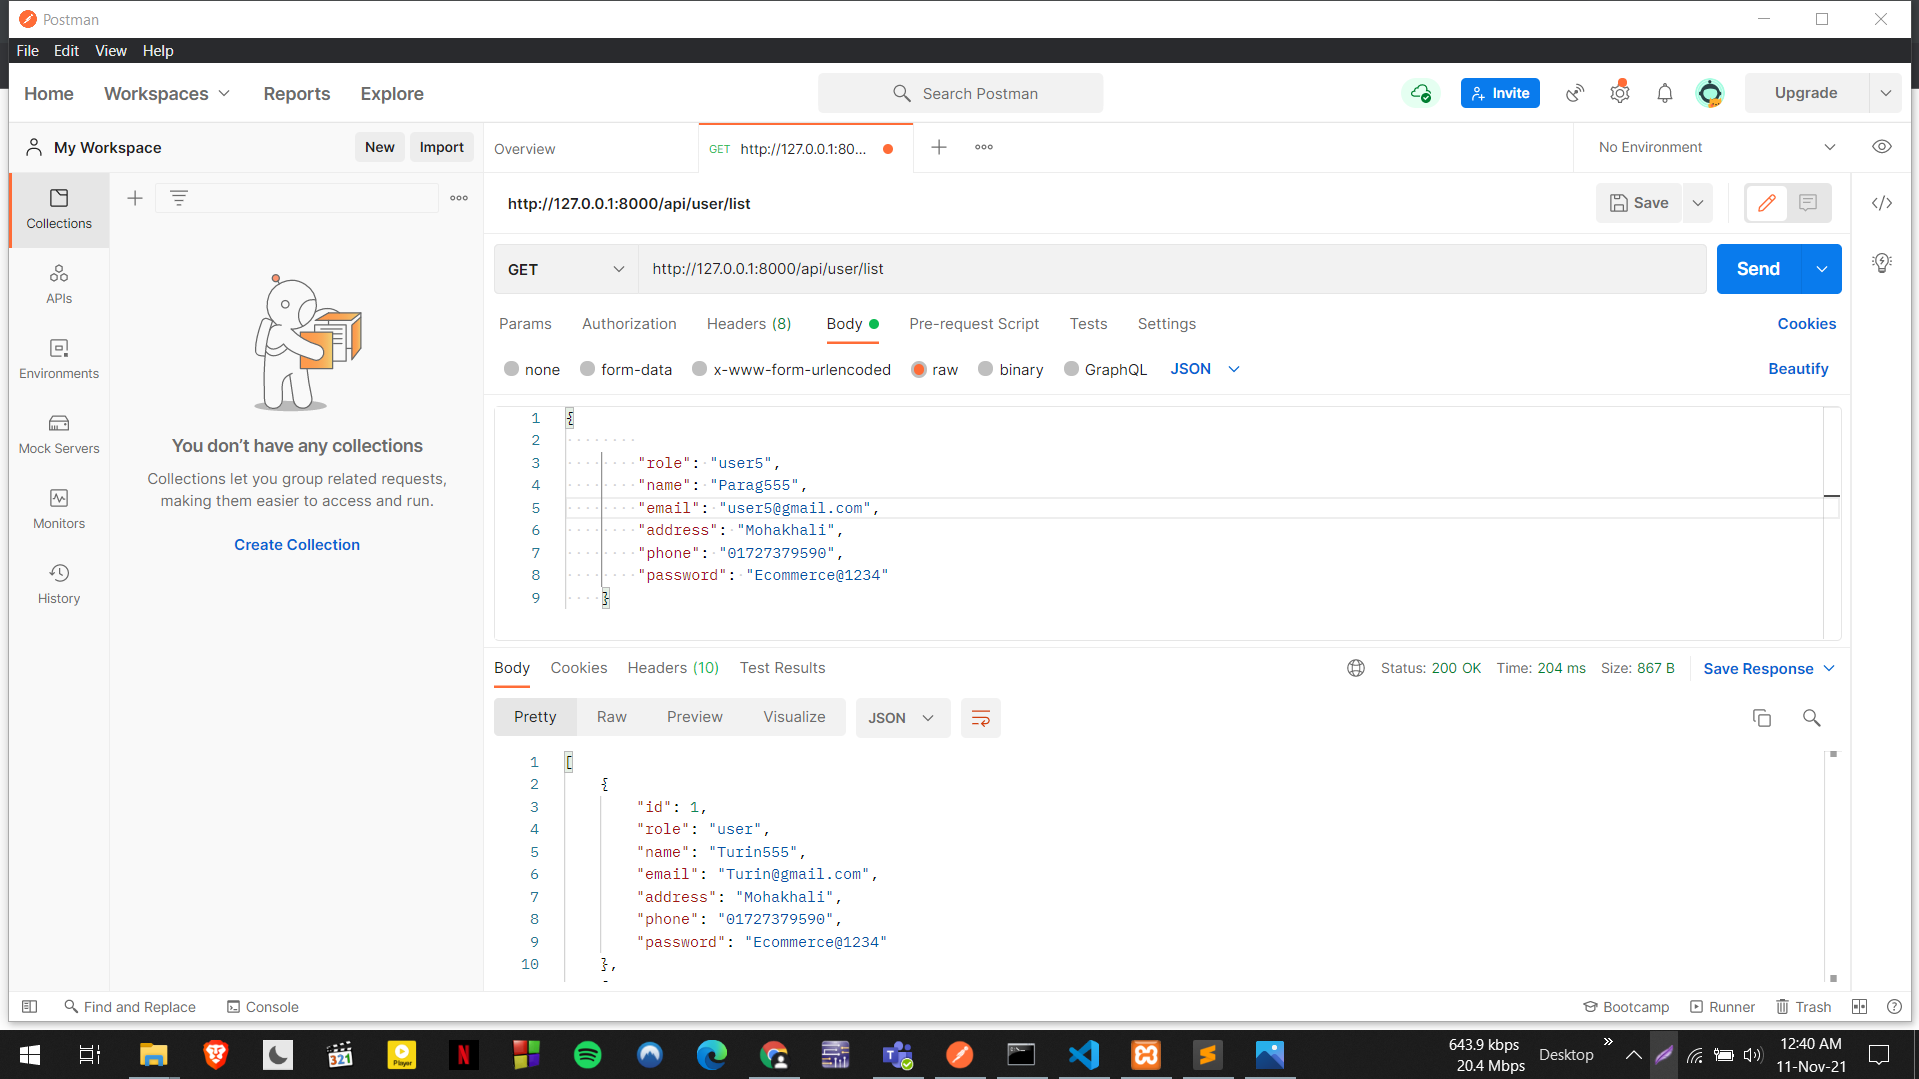 Postman
File Edit View Help
Home Workspaces Reports Explore
Search Postman
Invite
Upgrade
My Workspace
New Import
Overview
GET http://127.0.0.1:80...
No Environment
Collections
APIs
Environments
Mock Servers
Monitors
History
You don't have any collections
Collections let you group related requests,
making them easier to access and run.
Create Collection
http://127.0.0.1:8000/api/user/list
Save
GET http://127.0.0.1:8000/api/user/list
Send
Params Authorization Headers (8) Body Pre-request Script Tests Settings
Cookies
none form-data x-www-form-urlencoded raw binary GraphQL JSON
Beautify
1 {
2
3 "role": "user5",
4 "name": "Parag555",
5 "email": "user5@gmail.com",
6 "address": "Mohakhali",
7 "phone": "01727379590",
8 "password": "Ecommerce@1234"
9 }
Body Cookies Headers (10) Test Results
Status: 200 OK Time: 204 ms Size: 867 B
Save Response
Pretty Raw Preview Visualize JSON
1 [
2 {
3 "id": 1,
4 "role": "user",
5 "name": "Turin555",
6 "email": "Turin@gmail.com",
7 "address": "Mohakhali",
8 "phone": "01727379590",
9 "password": "Ecommerce@1234"
10 },
Find and Replace Console
Bootcamp Runner Trash
321
Player
N
T
643.9 kbps
20.4 Mbps
Desktop
12:40 AM
11-Nov-21